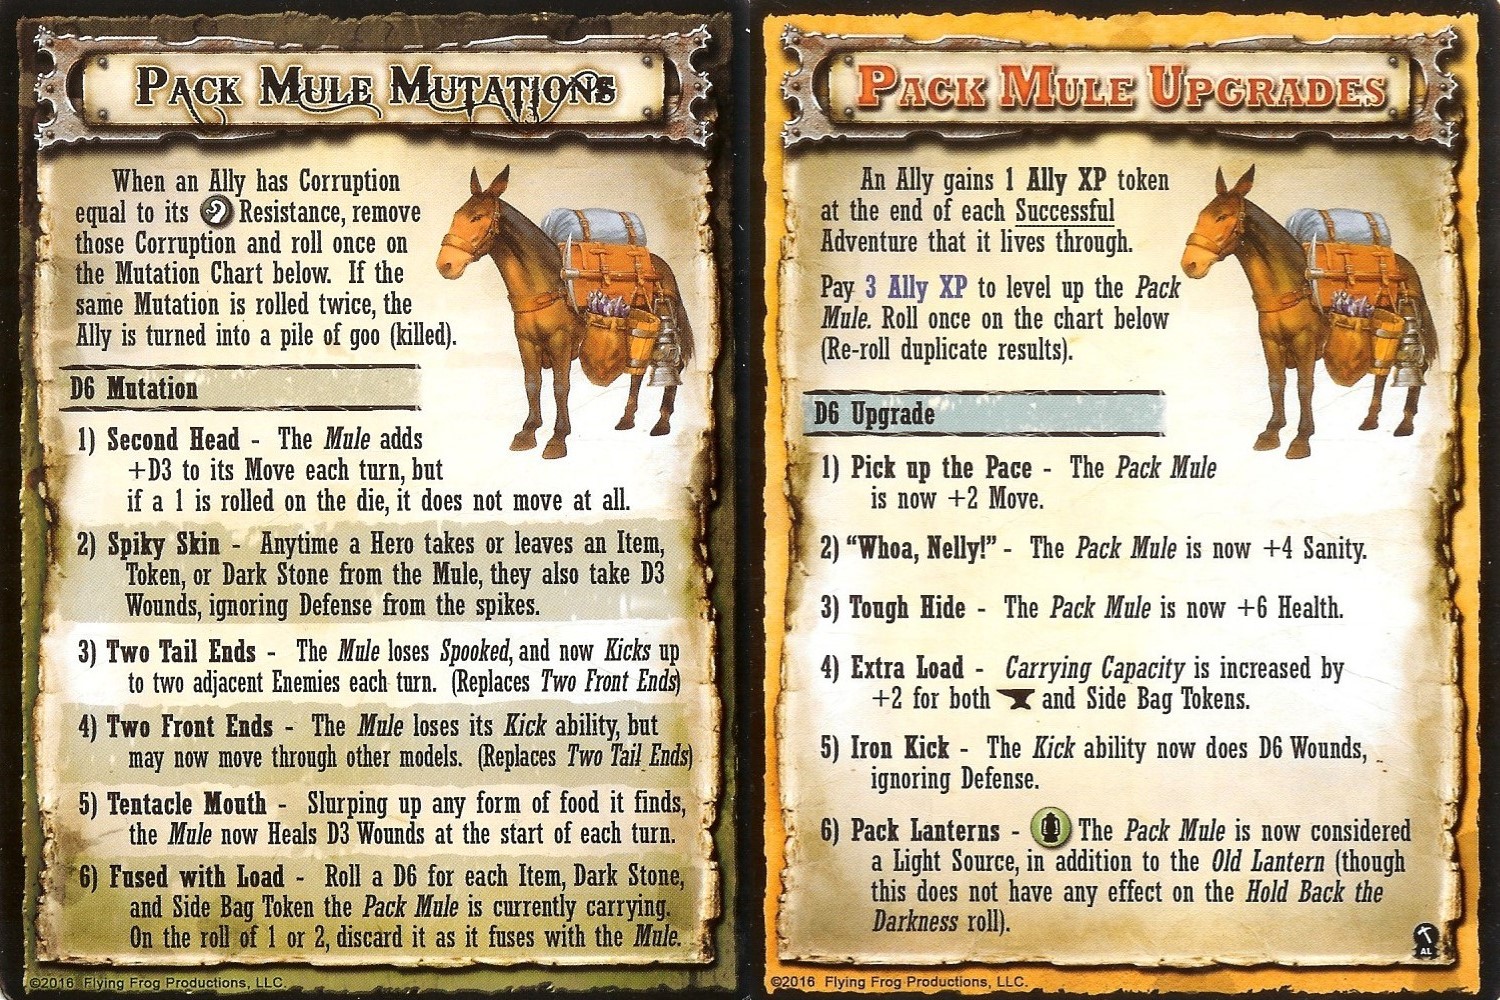 Pack Mule Mutations
When an Ally has Corruption
equal to its Resistance, remove
those Corruption and roll once on
the Mutation Chart below. If the
same Mutation is rolled twice, the
Ally is turned into a pile of goo (killed).
D6 Mutation
1) Second Head - The Mule adds
+D3 to its Move each turn, but
if a 1 is rolled on the die, it does not move at all.
2) Spiky Skin - Anytime a Hero takes or leaves an Item,
Token, or Dark Stone from the Mule, they also take D3
Wounds, ignoring Defense from the spikes.
3) Two Tail Ends - The Mule loses Spooked, and now Kicks up
to two adjacent Enemies each turn. (Replaces Two Front Ends)
4) Two Front Ends - The Mule loses its Kick ability, but
may now move through other models. (Replaces Two Tail Ends)
5) Tentacle Mouth - Slurping up any form of food it finds,
the Mule now Heals D3 Wounds at the start of each turn.
6) Fused with Load - Roll a D6 for each Item, Dark Stone,
and Side Bag Token the Pack Mule is currently carrying.
On the roll of 1 or 2, discard it as it fuses with the Mule.
©2016 Flying Frog Productions, LLC.
Pack Mule Upgrades
An Ally gains 1 Ally XP token
at the end of each Successful
Adventure that it lives through.
Pay 3 Ally XP to level up the Pack
Mule. Roll once on the chart below
(Re-roll duplicate results).
D6 Upgrade
1) Pick up the Pace - The Pack Mule
is now +2 Move.
2) “Whoa, Nelly!” - The Pack Mule is now +4 Sanity.
3) Tough Hide - The Pack Mule is now +6 Health.
4) Extra Load - Carrying Capacity is increased by
+2 for both and Side Bag Tokens.
5) Iron Kick - The Kick ability now does D6 Wounds,
ignoring Defense.
6) Pack Lanterns - The Pack Mule is now considered
a Light Source, in addition to the Old Lantern (though
this does not have any effect on the Hold Back the
Darkness roll).
AL
©2016 Flying Frog Productions, LLC.